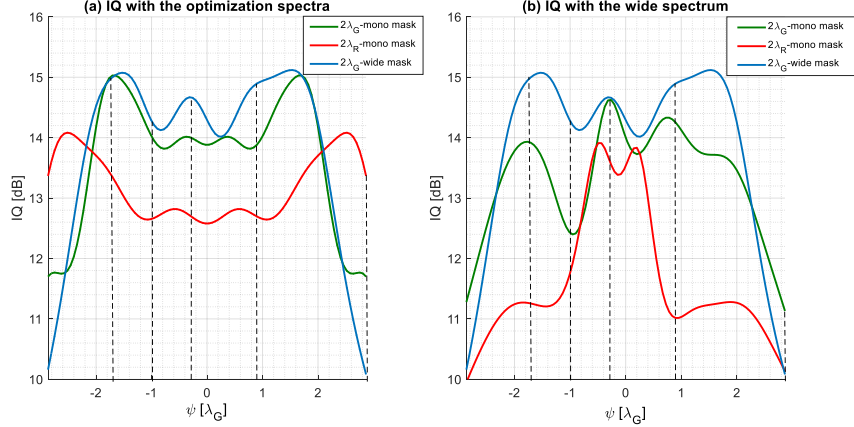 (a) IQ with the optimization spectra
2λG-mono mask
2λR-mono mask
2λG-wide mask
16
15
14
13
12
11
10
IQ [dB]
-2
-1
0
1
2
ψ [λG]
(b) IQ with the wide spectrum
2λG-mono mask
2λR-mono mask
2λG-wide mask
16
15
14
13
12
11
10
IQ [dB]
-2
-1
0
1
2
ψ [λG]